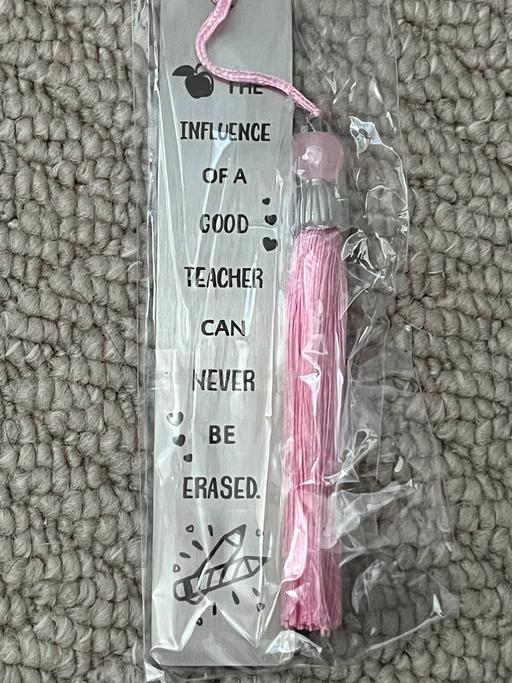 THE
INFLUENCE
OF A
GOOD
TEACHER
CAN
NEVER
BE
ERASED.